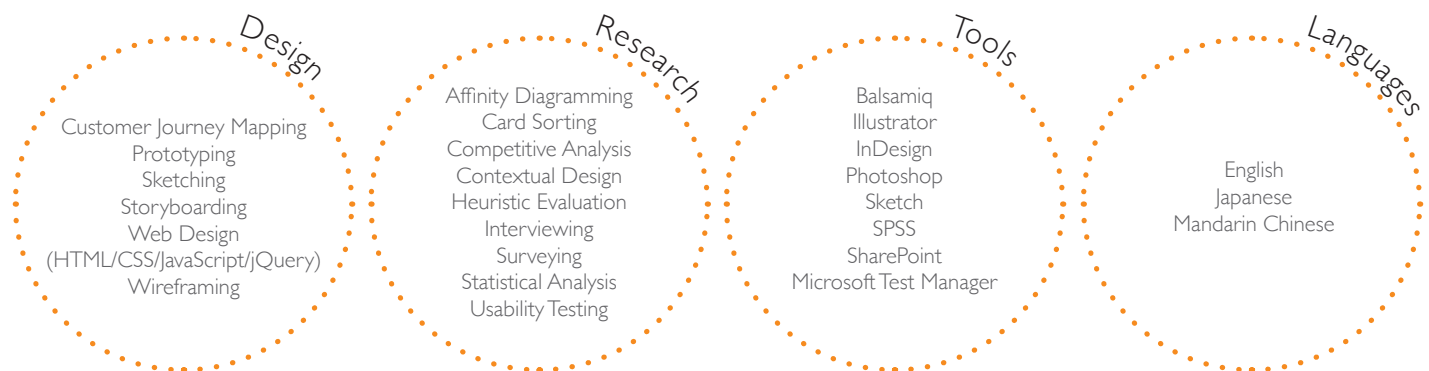 Design
Customer Journey Mapping
Prototyping
Sketching
Storyboarding
Web Design
(HTML/CSS/JavaScript/jQuery)
Wireframing
Research
Affinity Diagramming
Card Sorting
Competitive Analysis
Contextual Design
Heuristic Evaluation
Interviewing
Surveying
Statistical Analysis
Usability Testing
Tools
Balsamiq
Illustrator
InDesign
Photoshop
Sketch
SPSS
SharePoint
Microsoft Test Manager
Languages
English
Japanese
Mandarin Chinese